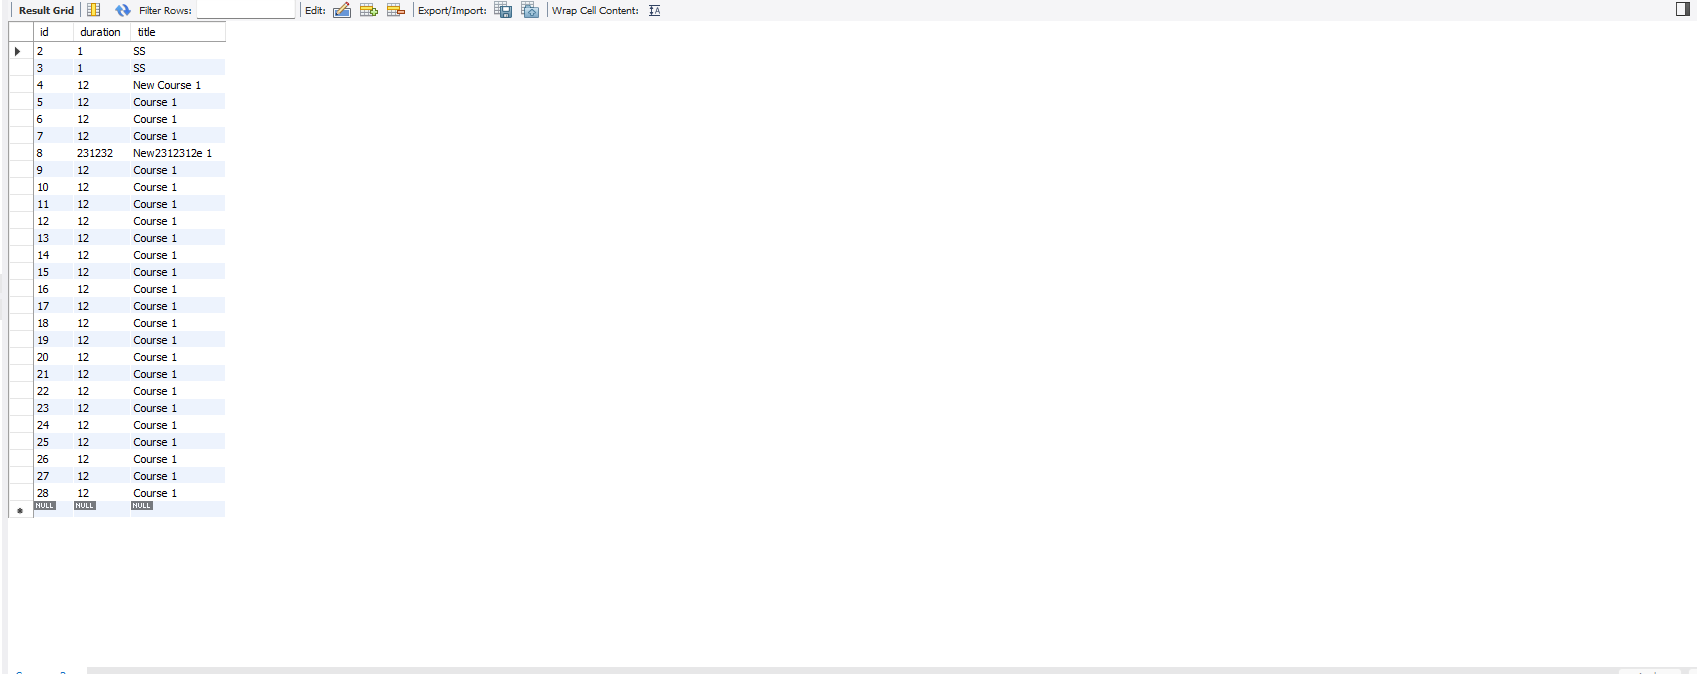 Result Grid Filter Rows: Edit: Export/Import: Wrap Cell Content:
id duration title
2 1 SS
3 1 SS
4 12 New Course 1
5 12 Course 1
6 12 Course 1
7 12 Course 1
8 231232 New2312312e 1
9 12 Course 1
10 12 Course 1
11 12 Course 1
12 12 Course 1
13 12 Course 1
14 12 Course 1
15 12 Course 1
16 12 Course 1
17 12 Course 1
18 12 Course 1
19 12 Course 1
20 12 Course 1
21 12 Course 1
22 12 Course 1
23 12 Course 1
24 12 Course 1
25 12 Course 1
26 12 Course 1
27 12 Course 1
28 12 Course 1
NULL NULL NULL